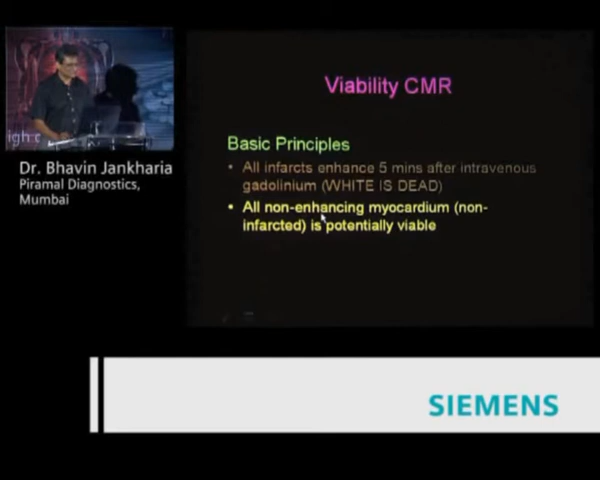 igh c
Dr. Bhavin Jankharia
Piramal Diagnostics,
Mumbai
Viability CMR
Basic Principles
• All infarcts enhance 5 mins after intravenous
gadolinium (WHITE IS DEAD)
• All non-enhancing myocardium (non-
infarcted) is potentially viable
SIEMENS